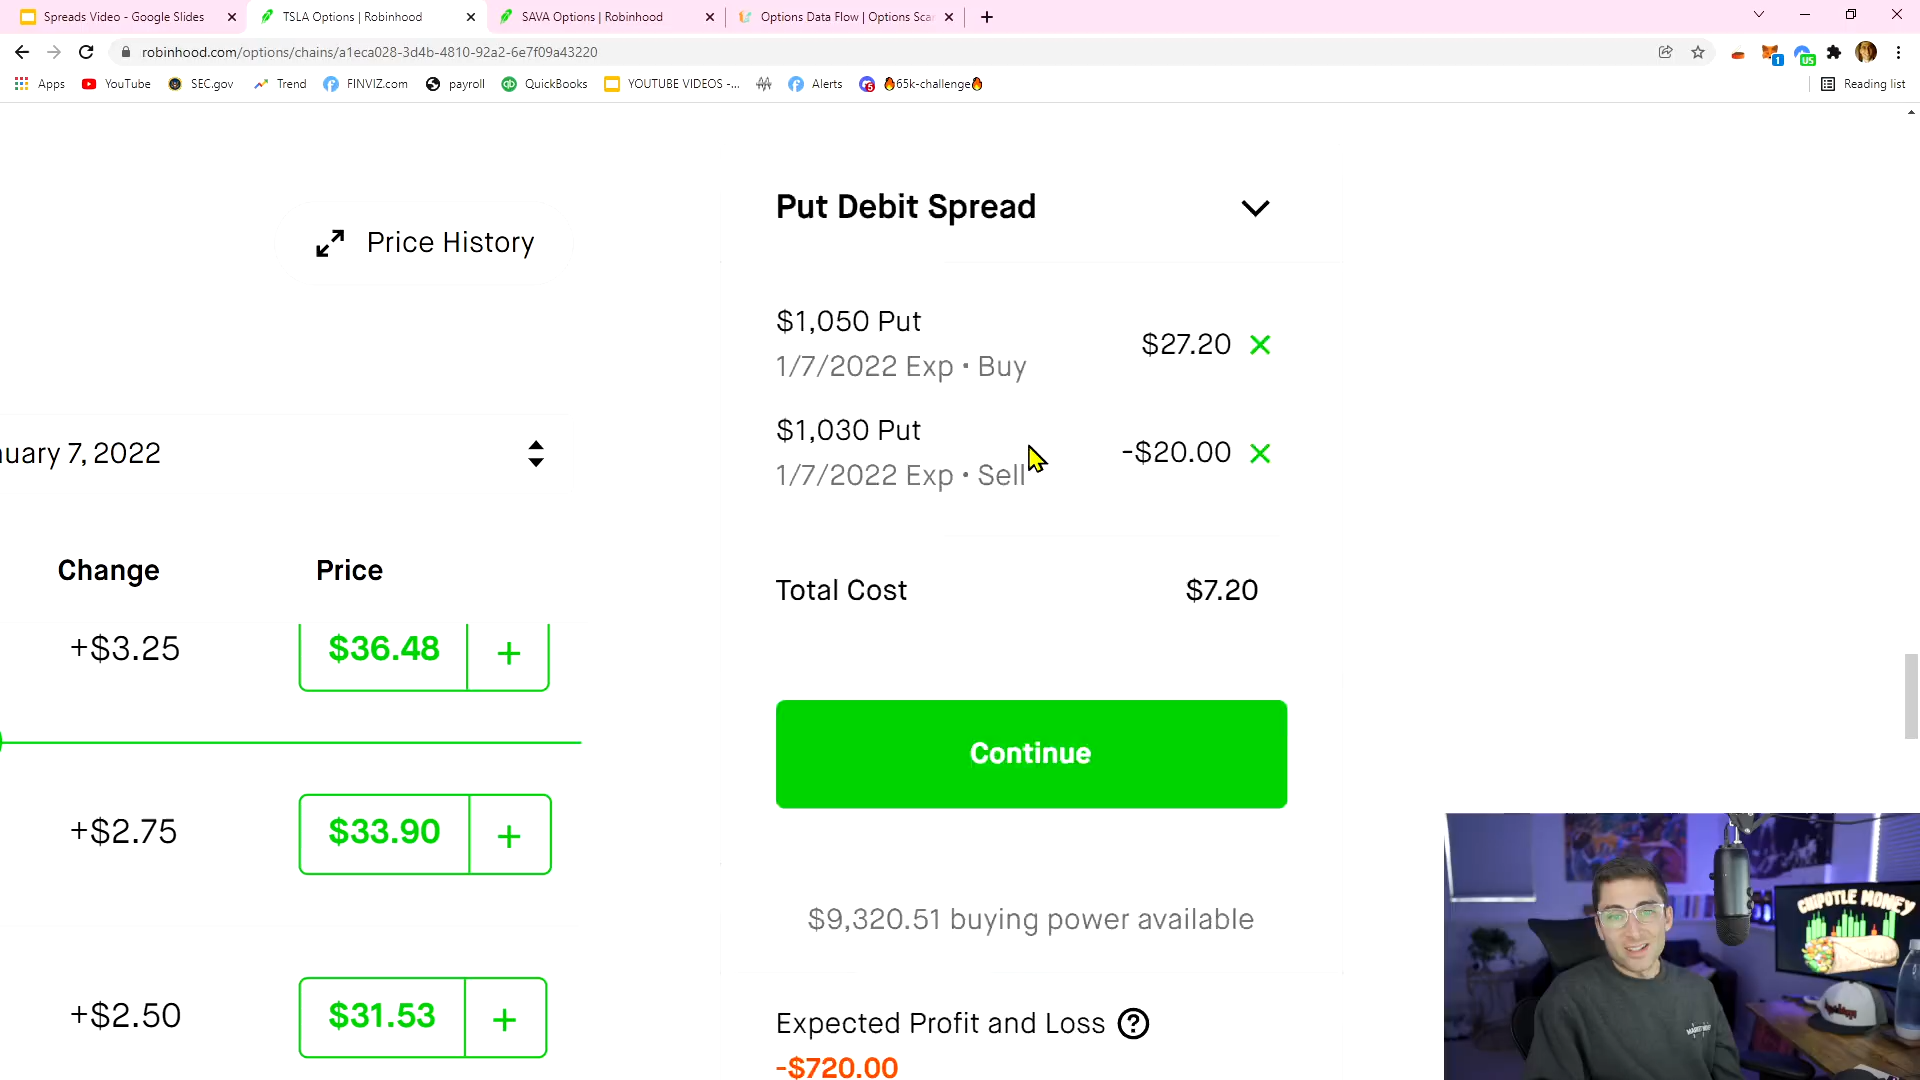 Spreads Video - Google Slides
TSLA Options | Robinhood
SAVA Options | Robinhood
Options Data Flow | Options Scan
robinhood.com/options/chains/a1eca028-3d4b-4810-92a2-6e7f09a43220
1
US
Apps
YouTube
SEC.gov
Trend
FINVIZ.com
payroll
QuickBooks
YOUTUBE VIDEOS -...
Alerts
5
🔥65k-challenge🔥
Reading list
Price History
Put Debit Spread
$1,050 Put
1/7/2022 Exp • Buy
$27.20
$1,030 Put
1/7/2022 Exp • Sell
-$20.00
uary 7, 2022
Total Cost
$7.20
Change
Price
+$3.25
$36.48
+
Continue
+$2.75
$33.90
+
$9,320.51 buying power available
+$2.50
$31.53
+
Expected Profit and Loss ?
-$720.00
CHIPOTLE MONEY